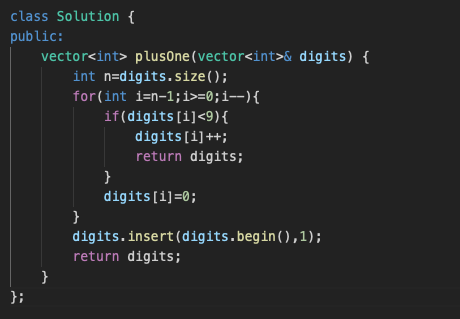 class Solution {
public:
    vector<int> plusOne(vector<int>& digits) {
        int n=digits.size();
        for(int i=n-1;i>=0;i--){
            if(digits[i]<9){
                digits[i]++;
                return digits;
            }
            digits[i]=0;
        }
        digits.insert(digits.begin(),1);
        return digits;
    }
};